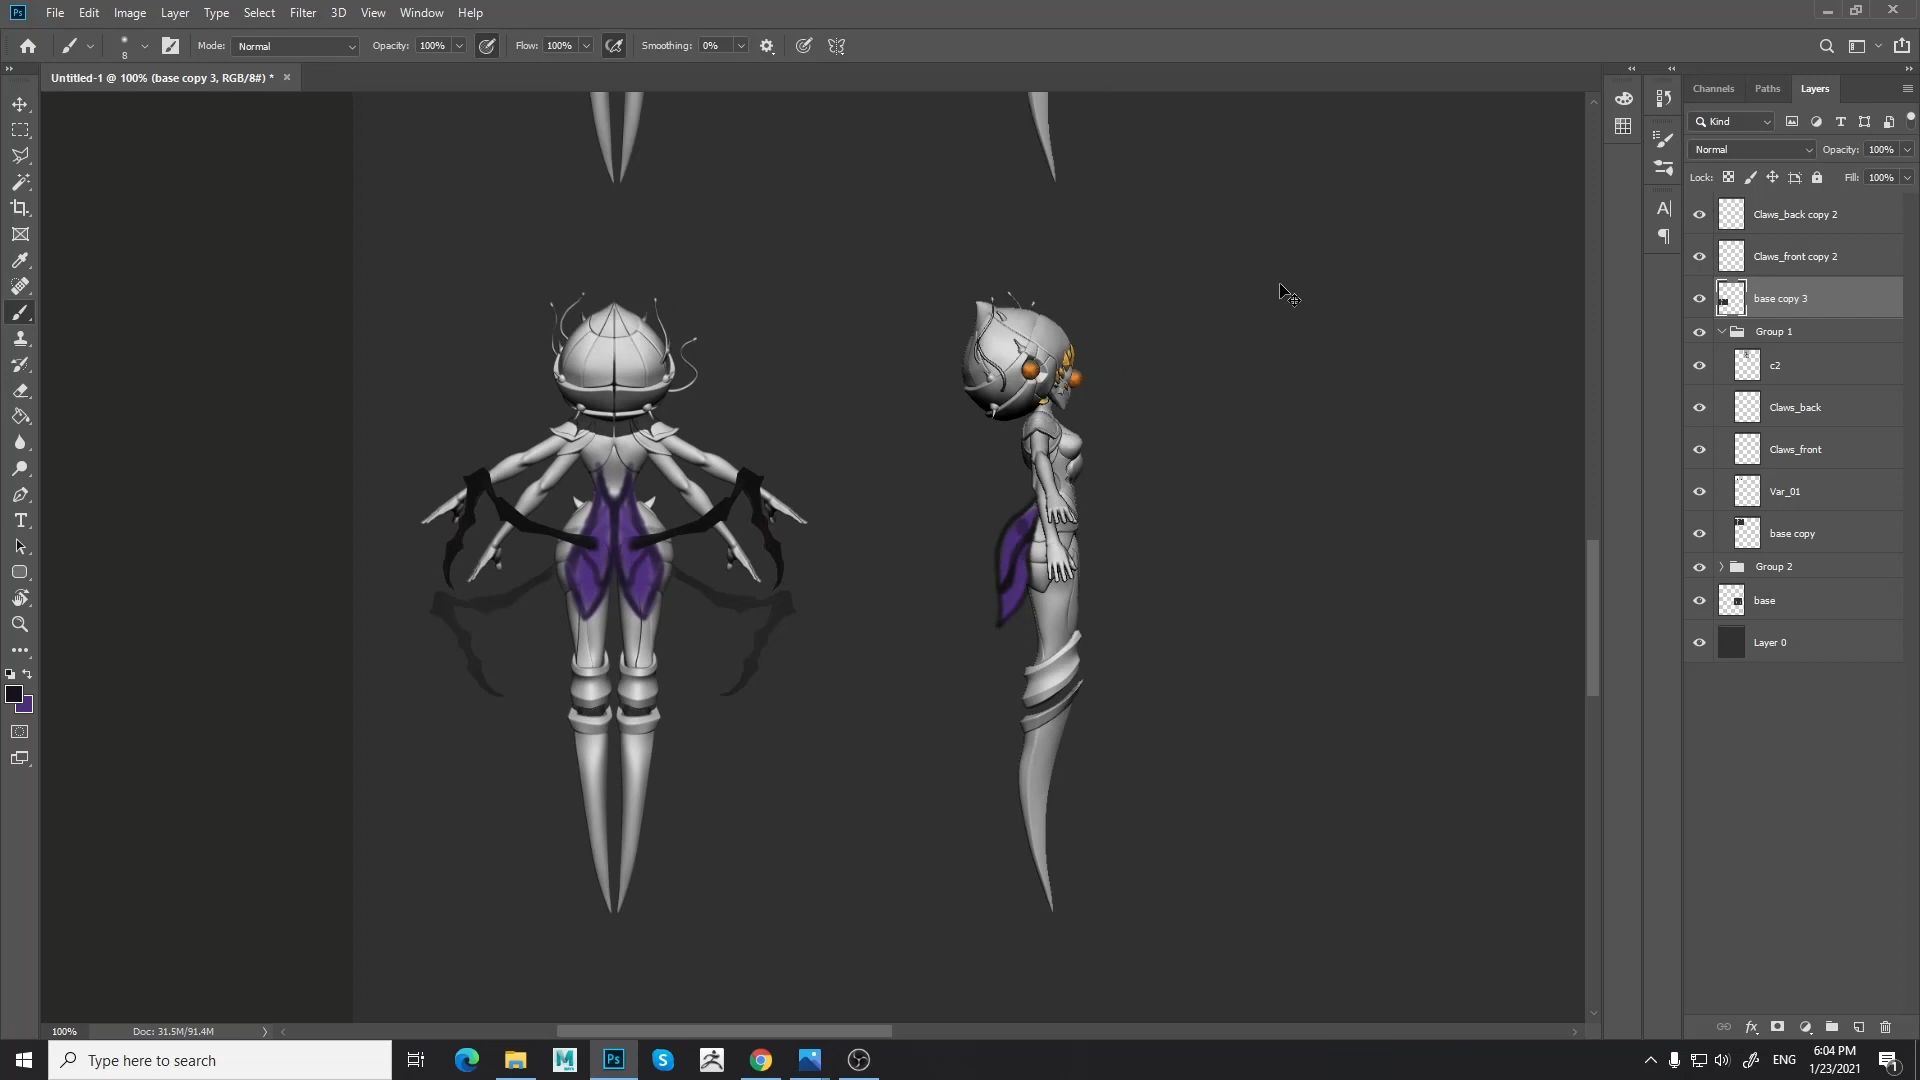 Ps File Edit Image Layer Type Select Filter 3D View Window Help
8 Mode: Normal Opacity: 100% Flow: 100% Smoothing: 0%
Untitled-1 @ 100% (base copy 3, RGB/8#) * ×
Channels Paths Layers
Kind
Normal Opacity: 100%
Lock: Fill: 100%
Claws_back copy 2
Claws_front copy 2
base copy 3
Group 1
c2
Claws_back
Claws_front
Var_01
base copy
Group 2
base
Layer 0
100% Doc: 31.5M/91.4M
Type here to search
Ps
ENG
6:04 PM
1/23/2021
1